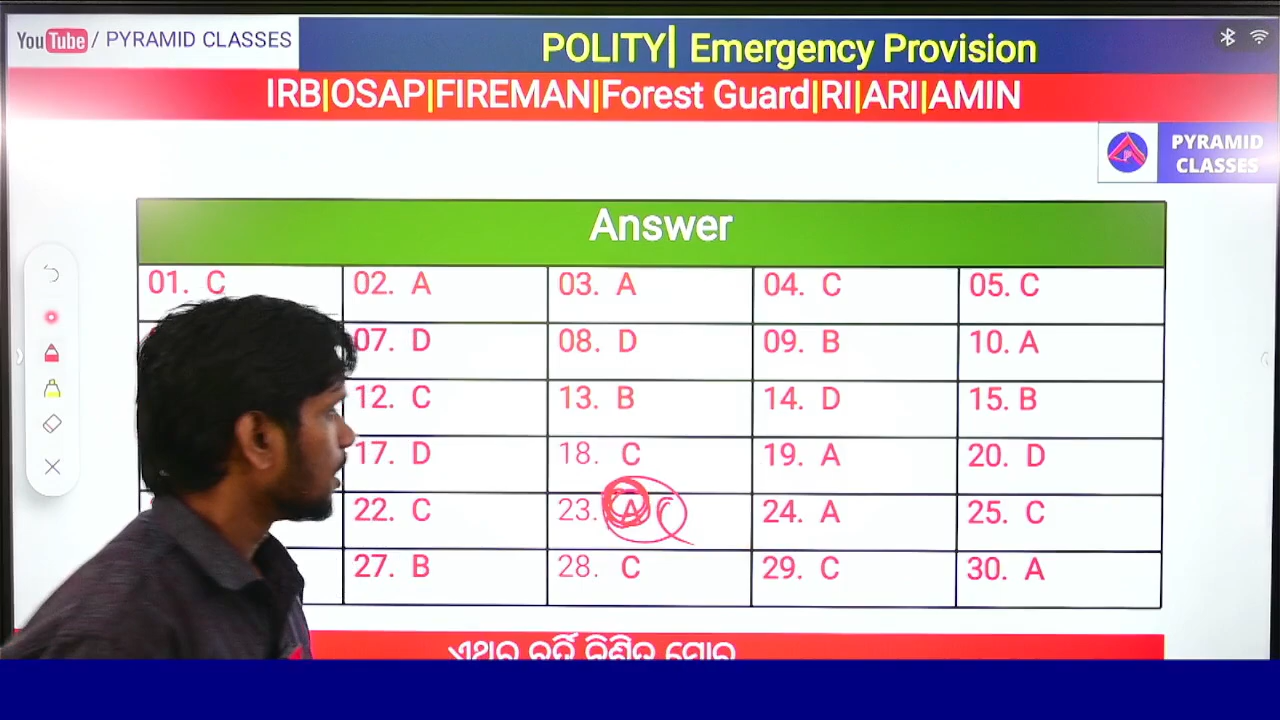 YouTube / PYRAMID CLASSES
POLITY| Emergency Provision
IRB|OSAP|FIREMAN|Forest Guard|RI|ARI|AMIN
PYRAMID
CLASSES
Answer
01. C 02. A 03. A 04. C 05. C
07. D 08. D 09. B 10. A
12. C 13. B 14. D 15. B
17. D 18. C 19. A 20. D
22. C 23. A C 24. A 25. C
27. B 28. C 29. C 30. A